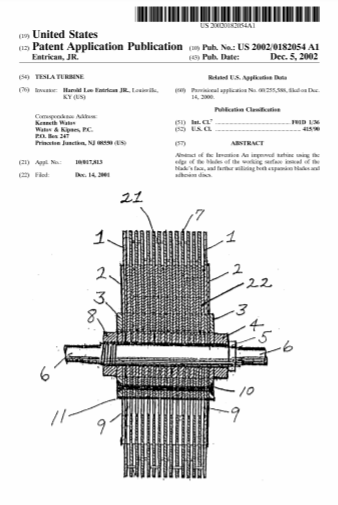 US 20020182054A1
(19) United States
(12) Patent Application Publication (10) Pub. No.: US 2002/0182054 A1
Entrican, JR. (43) Pub. Date: Dec. 5, 2002
(54) TESLA TURBINE
(76) Inventor: Harold Leo Entrican JR., Louisville,
KY (US)
Correspondence Address:
Kenneth Watov
Watov & Kipnes, P.C.
P.O. Box 247
Princeton Junction, NJ 08550 (US)
(21) Appl. No.: 10/017,013
(22) Filed: Dec. 14, 2001
Related U.S. Application Data
(60) Provisional application No. 60/255,500, filed on Dec.
14, 2000.
Publication Classification
(51) Int. Cl.7 F01D 1/36
(52) U.S. Cl. 415/90
(57) ABSTRACT
Abstract of the Invention An improved turbine using the
edge of the blades of the working surface instead of the
blade's face, and further utilizing both expansion blades and
adhesion discs.
21
7
1
1
2
2
22
3
3
8
4
5
6
6
10
11
9
9